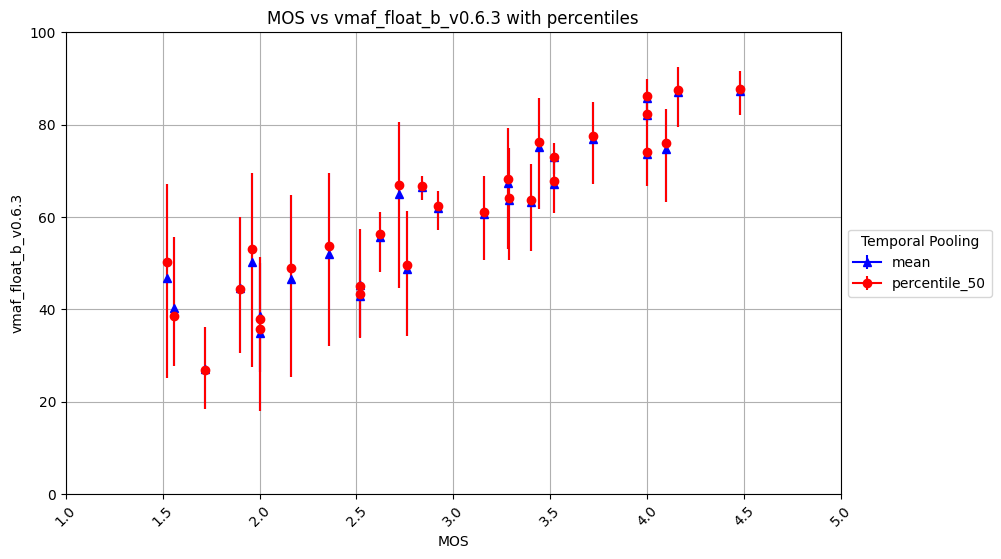 MOS vs vmaf_float_b_v0.6.3 with percentiles
100
80
60
40
20
0
vmaf_float_b_v0.6.3
1.0 1.5 2.0 2.5 3.0 3.5 4.0 4.5 5.0
MOS
Temporal Pooling
mean
percentile_50